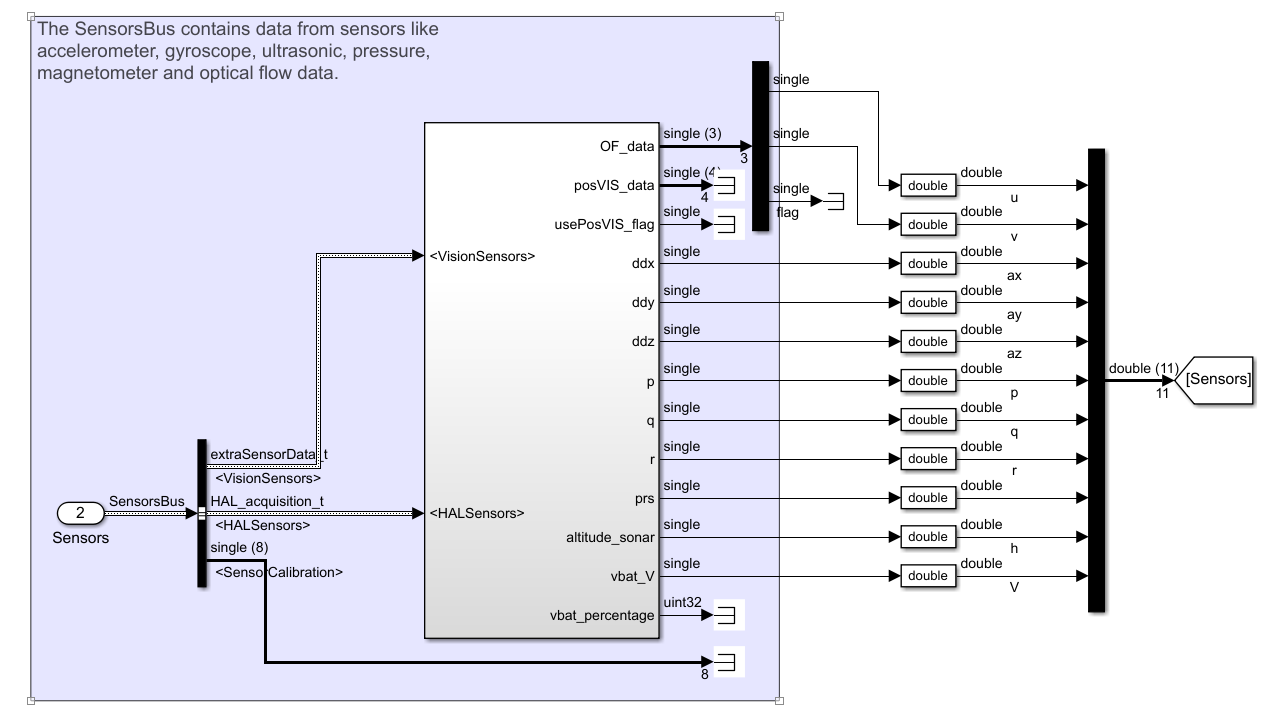 The SensorsBus contains data from sensors like
accelerometer, gyroscope, ultrasonic, pressure,
magnetometer and optical flow data.
2
Sensors
SensorsBus
extraSensorData_t
<VisionSensors>
HAL_acquisition_t
<HALSensors>
single (8)
<SensorCalibration>
<VisionSensors>
<HALSensors>
OF_data
posVIS_data
usePosVIS_flag
ddx
ddy
ddz
p
q
r
prs
altitude_sonar
vbat_V
vbat_percentage
single (3)
3
single (4)
4
single
single
single
single
single
single
single
single
single
single
uint32
8
single
single
single
flag
double
double
u
double
double
v
double
double
ax
double
double
ay
double
double
az
double
double
p
double
double
q
double
double
r
double
double
double
double
h
double
double
V
double (11)
11
[Sensors]